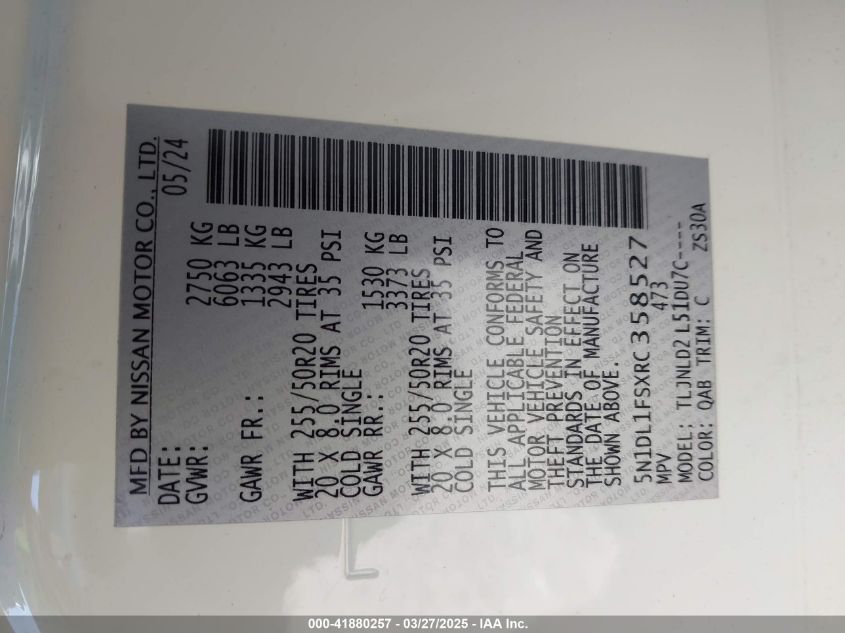 MFD BY NISSAN MOTOR CO., LTD.
DATE: 05/24
GVWR: 2750 KG
6063 LB
GAWR FR.: 1335 KG
2943 LB
WITH 255/50R20 TIRES
20 X 8.0 RIMS AT 35 PSI
COLD SINGLE
GAWR RR.: 1530 KG
3373 LB
WITH 255/50R20 TIRES
20 X 8.0 RIMS AT 35 PSI
COLD SINGLE
THIS VEHICLE CONFORMS TO
ALL APPLICABLE FEDERAL
MOTOR VEHICLE SAFETY AND
THEFT PREVENTION
STANDARDS IN EFFECT ON
THE DATE OF MANUFACTURE
SHOWN ABOVE.
5N1DL1FSXRC358527
MPV 473
MODEL: TLJNLD2 L51DU7C----
COLOR: QAB TRIM: C ZS30A
000-41880257 - 03/27/2025 - IAA Inc.